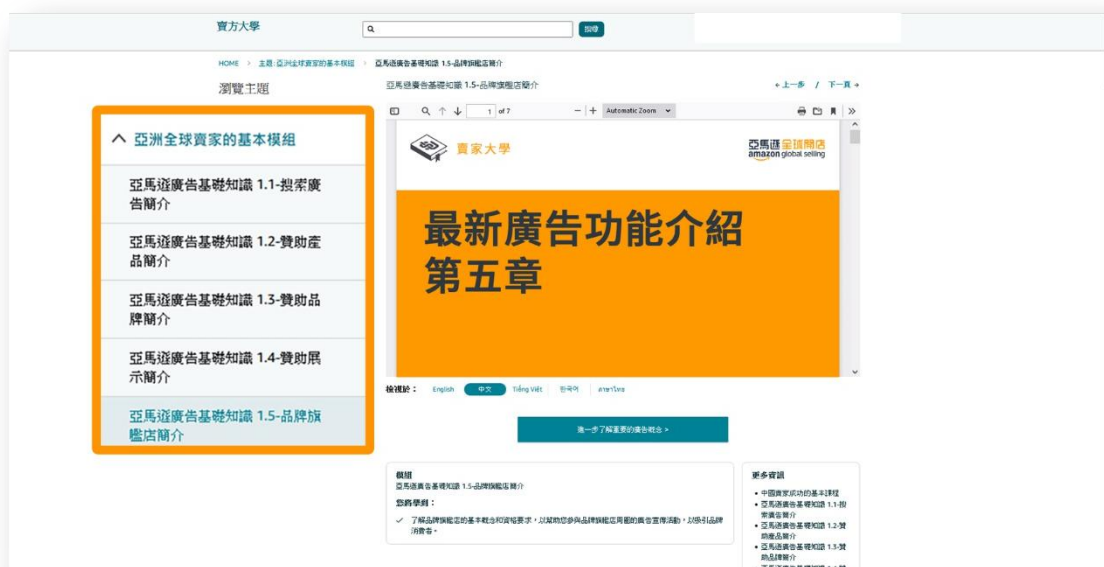 賣方大學
搜尋
HOME > 主題:亞洲全球賣家的基本模組 > 亞馬遜廣告基礎知識 1.5-品牌旗艦店簡介
瀏覽主題
亞馬遜廣告基礎知識 1.5-品牌旗艦店簡介
上一步 / 下一頁
1 of 7
Automatic Zoom
亞洲全球賣家的基本模組
亞馬遜廣告基礎知識 1.1-搜索廣
告簡介
亞馬遜廣告基礎知識 1.2-贊助產
品簡介
亞馬遜廣告基礎知識 1.3-贊助品
牌簡介
亞馬遜廣告基礎知識 1.4-贊助展
示簡介
亞馬遜廣告基礎知識 1.5-品牌旗
艦店簡介
賣家大學
亞馬遜全球開店
amazon global selling
最新廣告功能介紹
第五章
檢視於: English 中文 Tiếng Việt 한국어 ภาษาไทย
進一步了解重要的廣告概念 >
模組
亞馬遜廣告基礎知識 1.5-品牌旗艦店簡介
您將學到:
了解品牌旗艦店的基本概念和資格要求,以幫助您參與品牌旗艦店周圍的廣告宣傳活動,以吸引品牌
消費者。
更多資訊
• 中國賣家成功的基本課程
• 亞馬遜廣告基礎知識 1.1-搜
索廣告簡介
• 亞馬遜廣告基礎知識 1.2-贊
助產品簡介
• 亞馬遜廣告基礎知識 1.3-贊
助品牌簡介